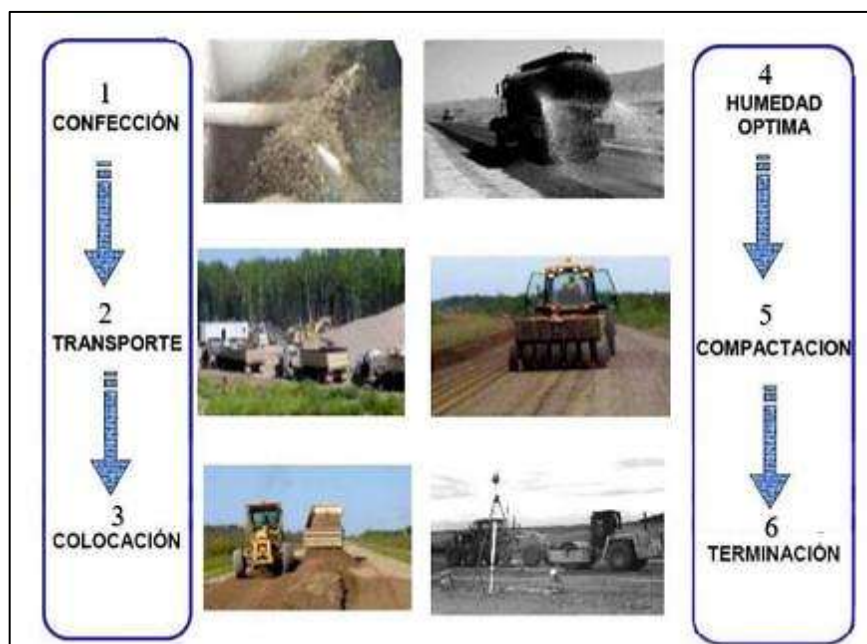 1
CONFECCIÓN
2
TRANSPORTE
3
COLOCACIÓN
4
HUMEDAD
OPTIMA
5
COMPACTACION
6
TERMINACIÓN